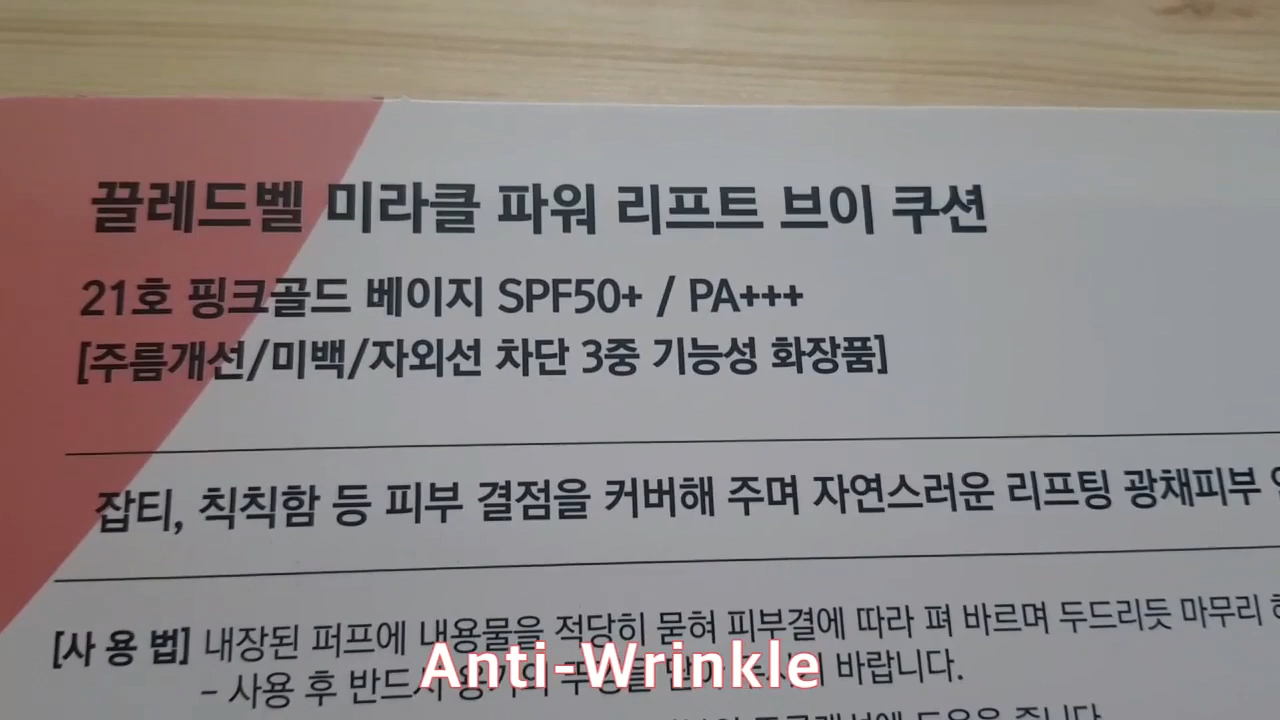 끌레드벨 미라클 파워 리프트 브이 쿠션
21호 핑크골드 베이지 SPF50+ / PA+++
[주름개선/미백/자외선 차단 3중 기능성 화장품]
잡티, 칙칙함 등 피부 결점을 커버해 주며 자연스러운 리프팅 광채피부
[사 용 법] 내장된 퍼프에 내용물을 적당히 묻혀 피부결에 따라 펴 바르며 두드리듯 마무리
- 사용 후 반드시 바랍니다.
Anti-Wrinkle